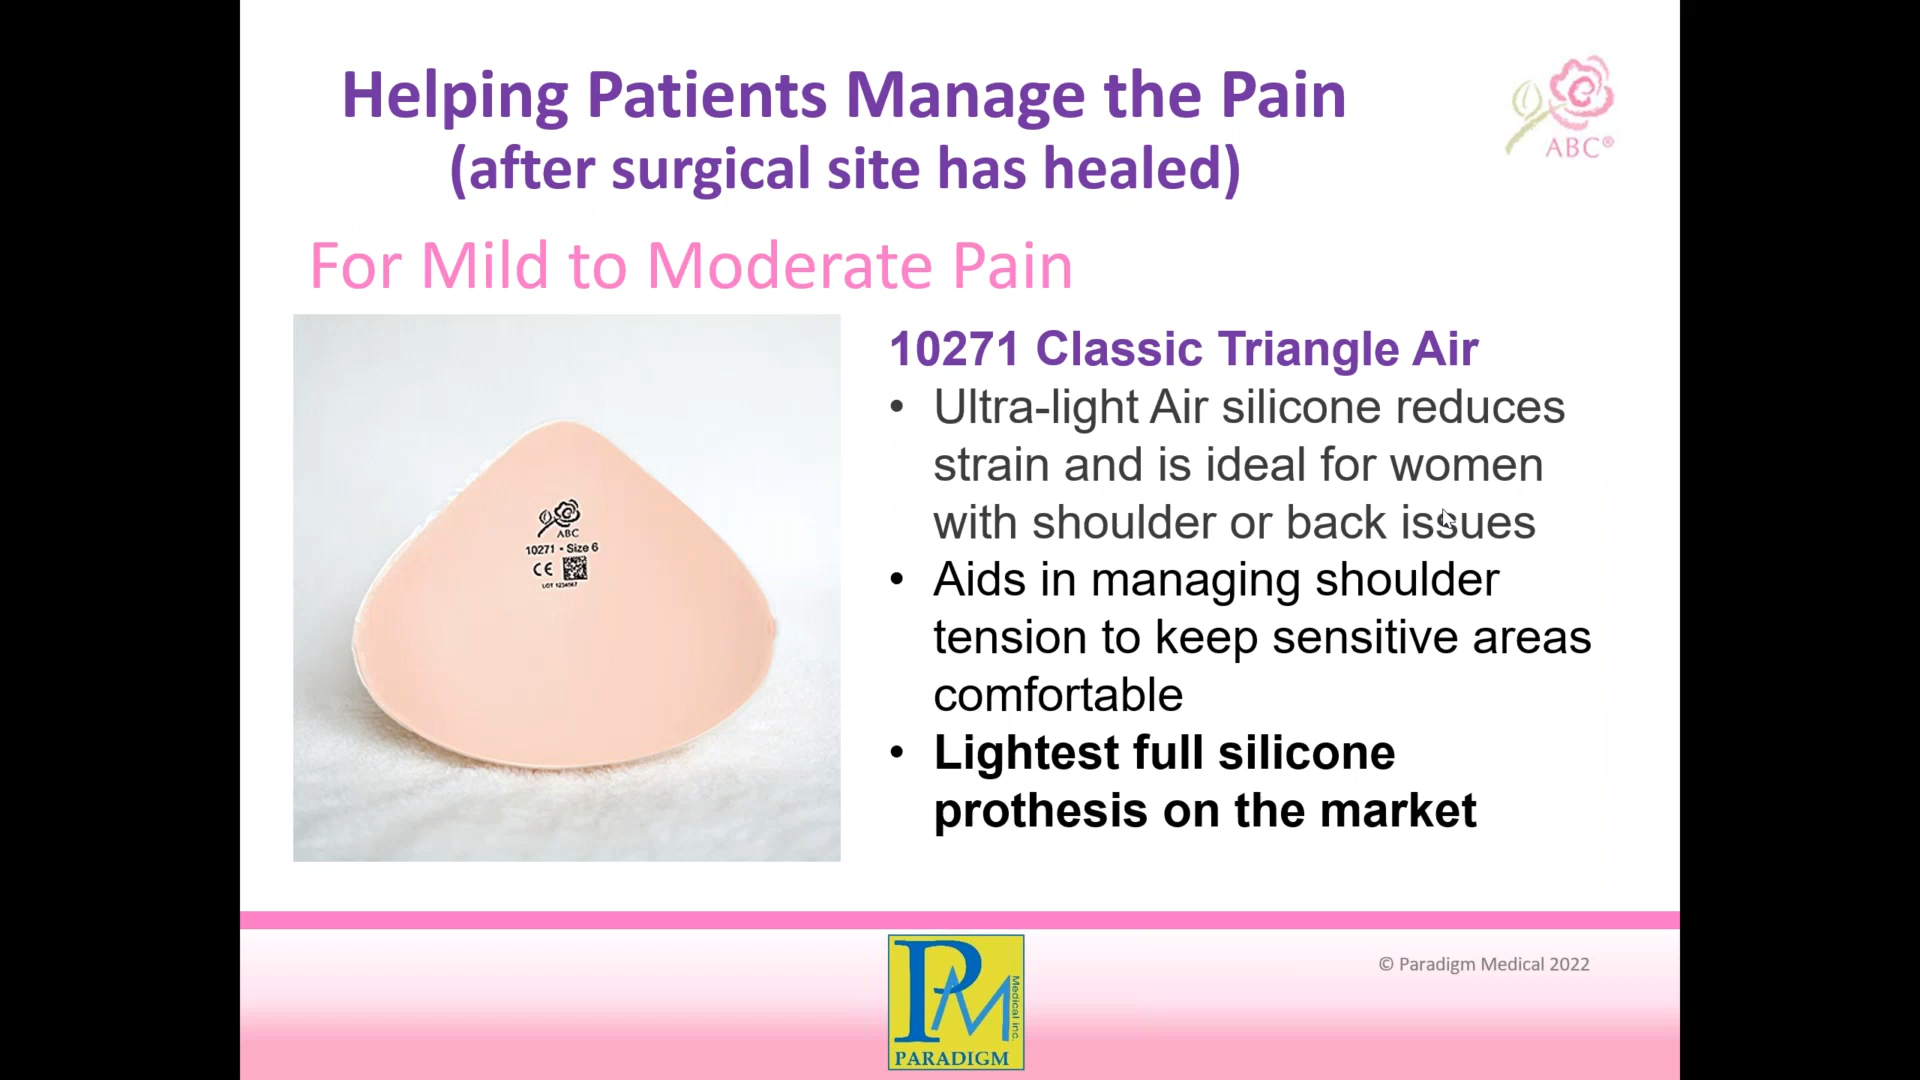 Helping Patients Manage the Pain
(after surgical site has healed)
ABC®
For Mild to Moderate Pain
ABC
10271 - Size 6
CE
LOT 1234567
10271 Classic Triangle Air
• Ultra-light Air silicone reduces
strain and is ideal for women
with shoulder or back issues
• Aids in managing shoulder
tension to keep sensitive areas
comfortable
• Lightest full silicone
prothesis on the market
PM
Medical inc.
PARADIGM
© Paradigm Medical 2022